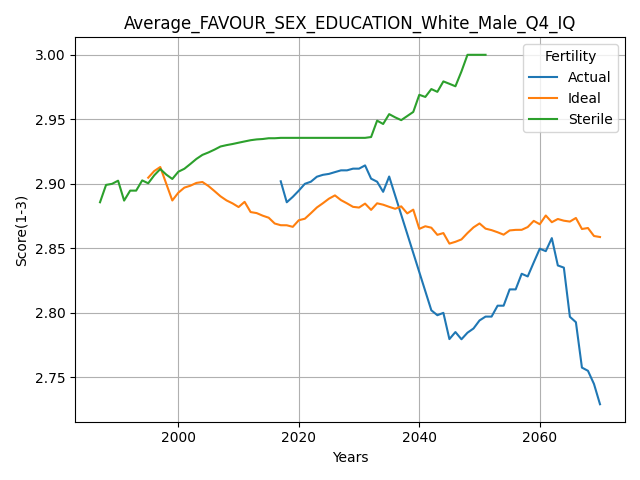 Average_FAVOUR_SEX_EDUCATION_White_Male_Q4_IQ
Score(1-3)
3.00
2.95
2.90
2.85
2.80
2.75
Fertility
Actual
Ideal
Sterile
2000
2020
2040
2060
Years